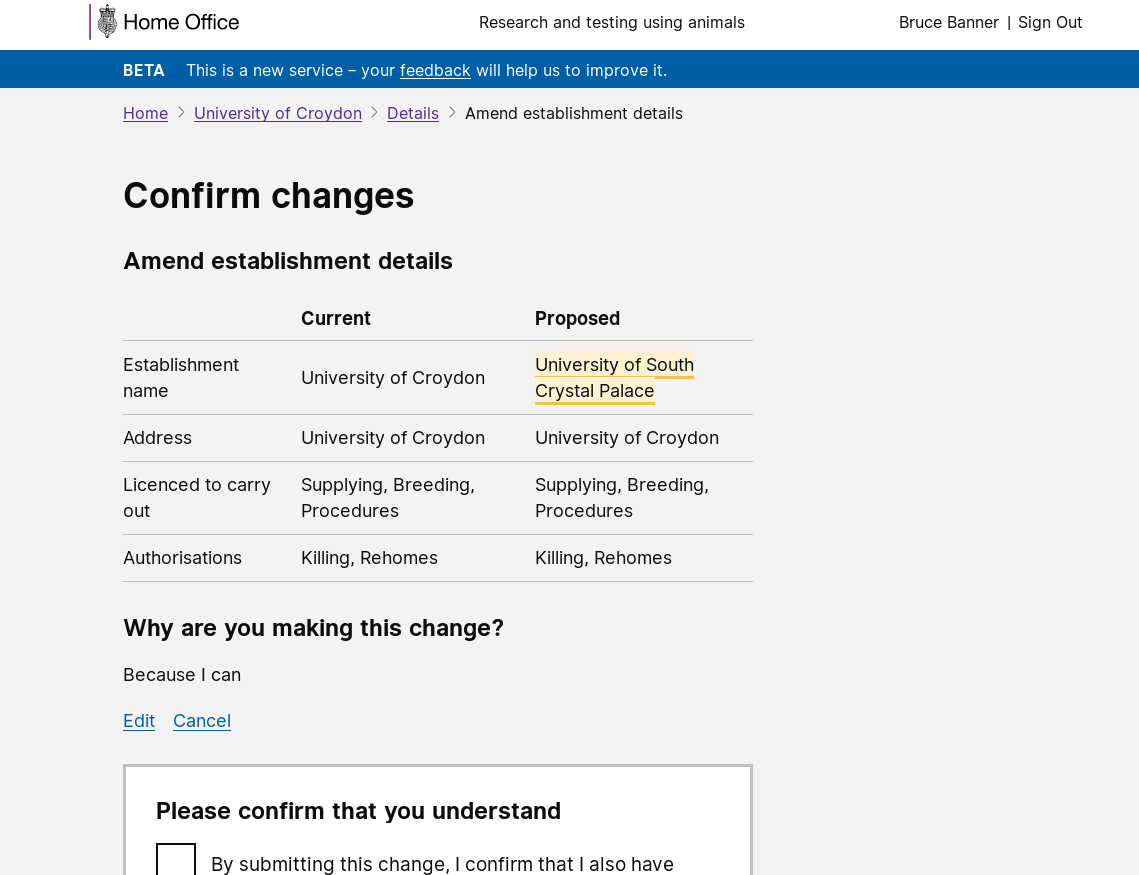 Home Office
Research and testing using animals
Bruce Banner | Sign Out
BETA This is a new service – your feedback will help us to improve it.
Home > University of Croydon > Details > Amend establishment details
Confirm changes
Amend establishment details
Current Proposed
Establishment name University of Croydon University of South Crystal Palace
Address University of Croydon University of Croydon
Licenced to carry out Supplying, Breeding, Procedures Supplying, Breeding, Procedures
Authorisations Killing, Rehomes Killing, Rehomes
Why are you making this change?
Because I can
Edit Cancel
Please confirm that you understand
By submitting this change, I confirm that I also have